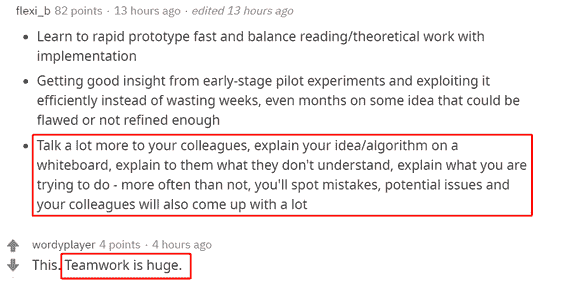 flexi_b 82 points · 13 hours ago · edited 13 hours ago
• Learn to rapid prototype fast and balance reading/theoretical work with
implementation
• Getting good insight from early-stage pilot experiments and exploiting it
efficiently instead of wasting weeks, even months on some idea that could be
flawed or not refined enough
• Talk a lot more to your colleagues, explain your idea/algorithm on a
whiteboard, explain to them what they don't understand, explain what you are
trying to do - more often than not, you'll spot mistakes, potential issues and
your colleagues will also come up with a lot
wordyplayer 4 points · 4 hours ago
This. Teamwork is huge.